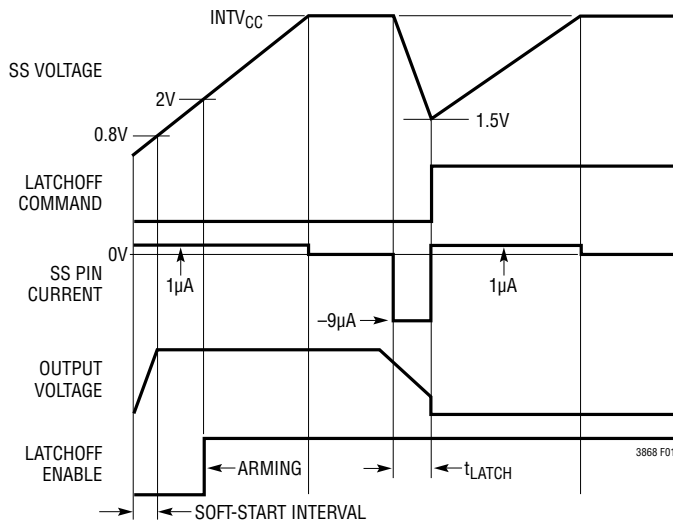 INTVCC
SS VOLTAGE
2V
0.8V
1.5V
LATCHOFF
COMMAND
0V
SS PIN
CURRENT
1µA
1µA
–9µA
OUTPUT
VOLTAGE
LATCHOFF
ENABLE
ARMING
tLATCH
3868 F01
SOFT-START INTERVAL